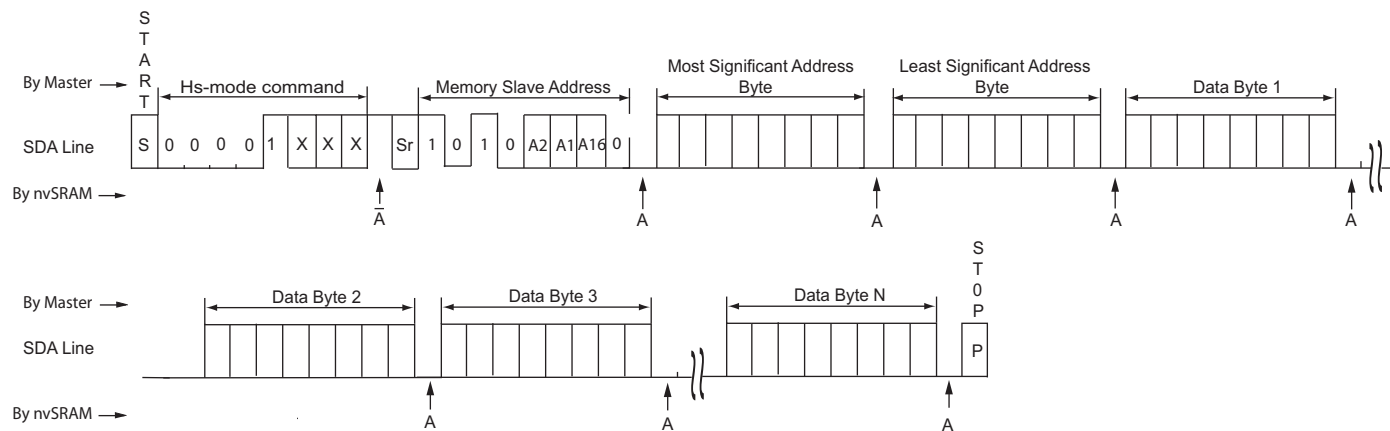 START
By Master
Hs-mode command
Memory Slave Address
Most Significant Address Byte
Least Significant Address Byte
Data Byte 1
SDA Line
S 0 0 0 0 1 X X X Sr 1 0 1 0 A2 A1 A16 0
By nvSRAM
A̅ A A A A
ST0P
By Master
Data Byte 2
Data Byte 3
Data Byte N
SDA Line
P
By nvSRAM
A A A